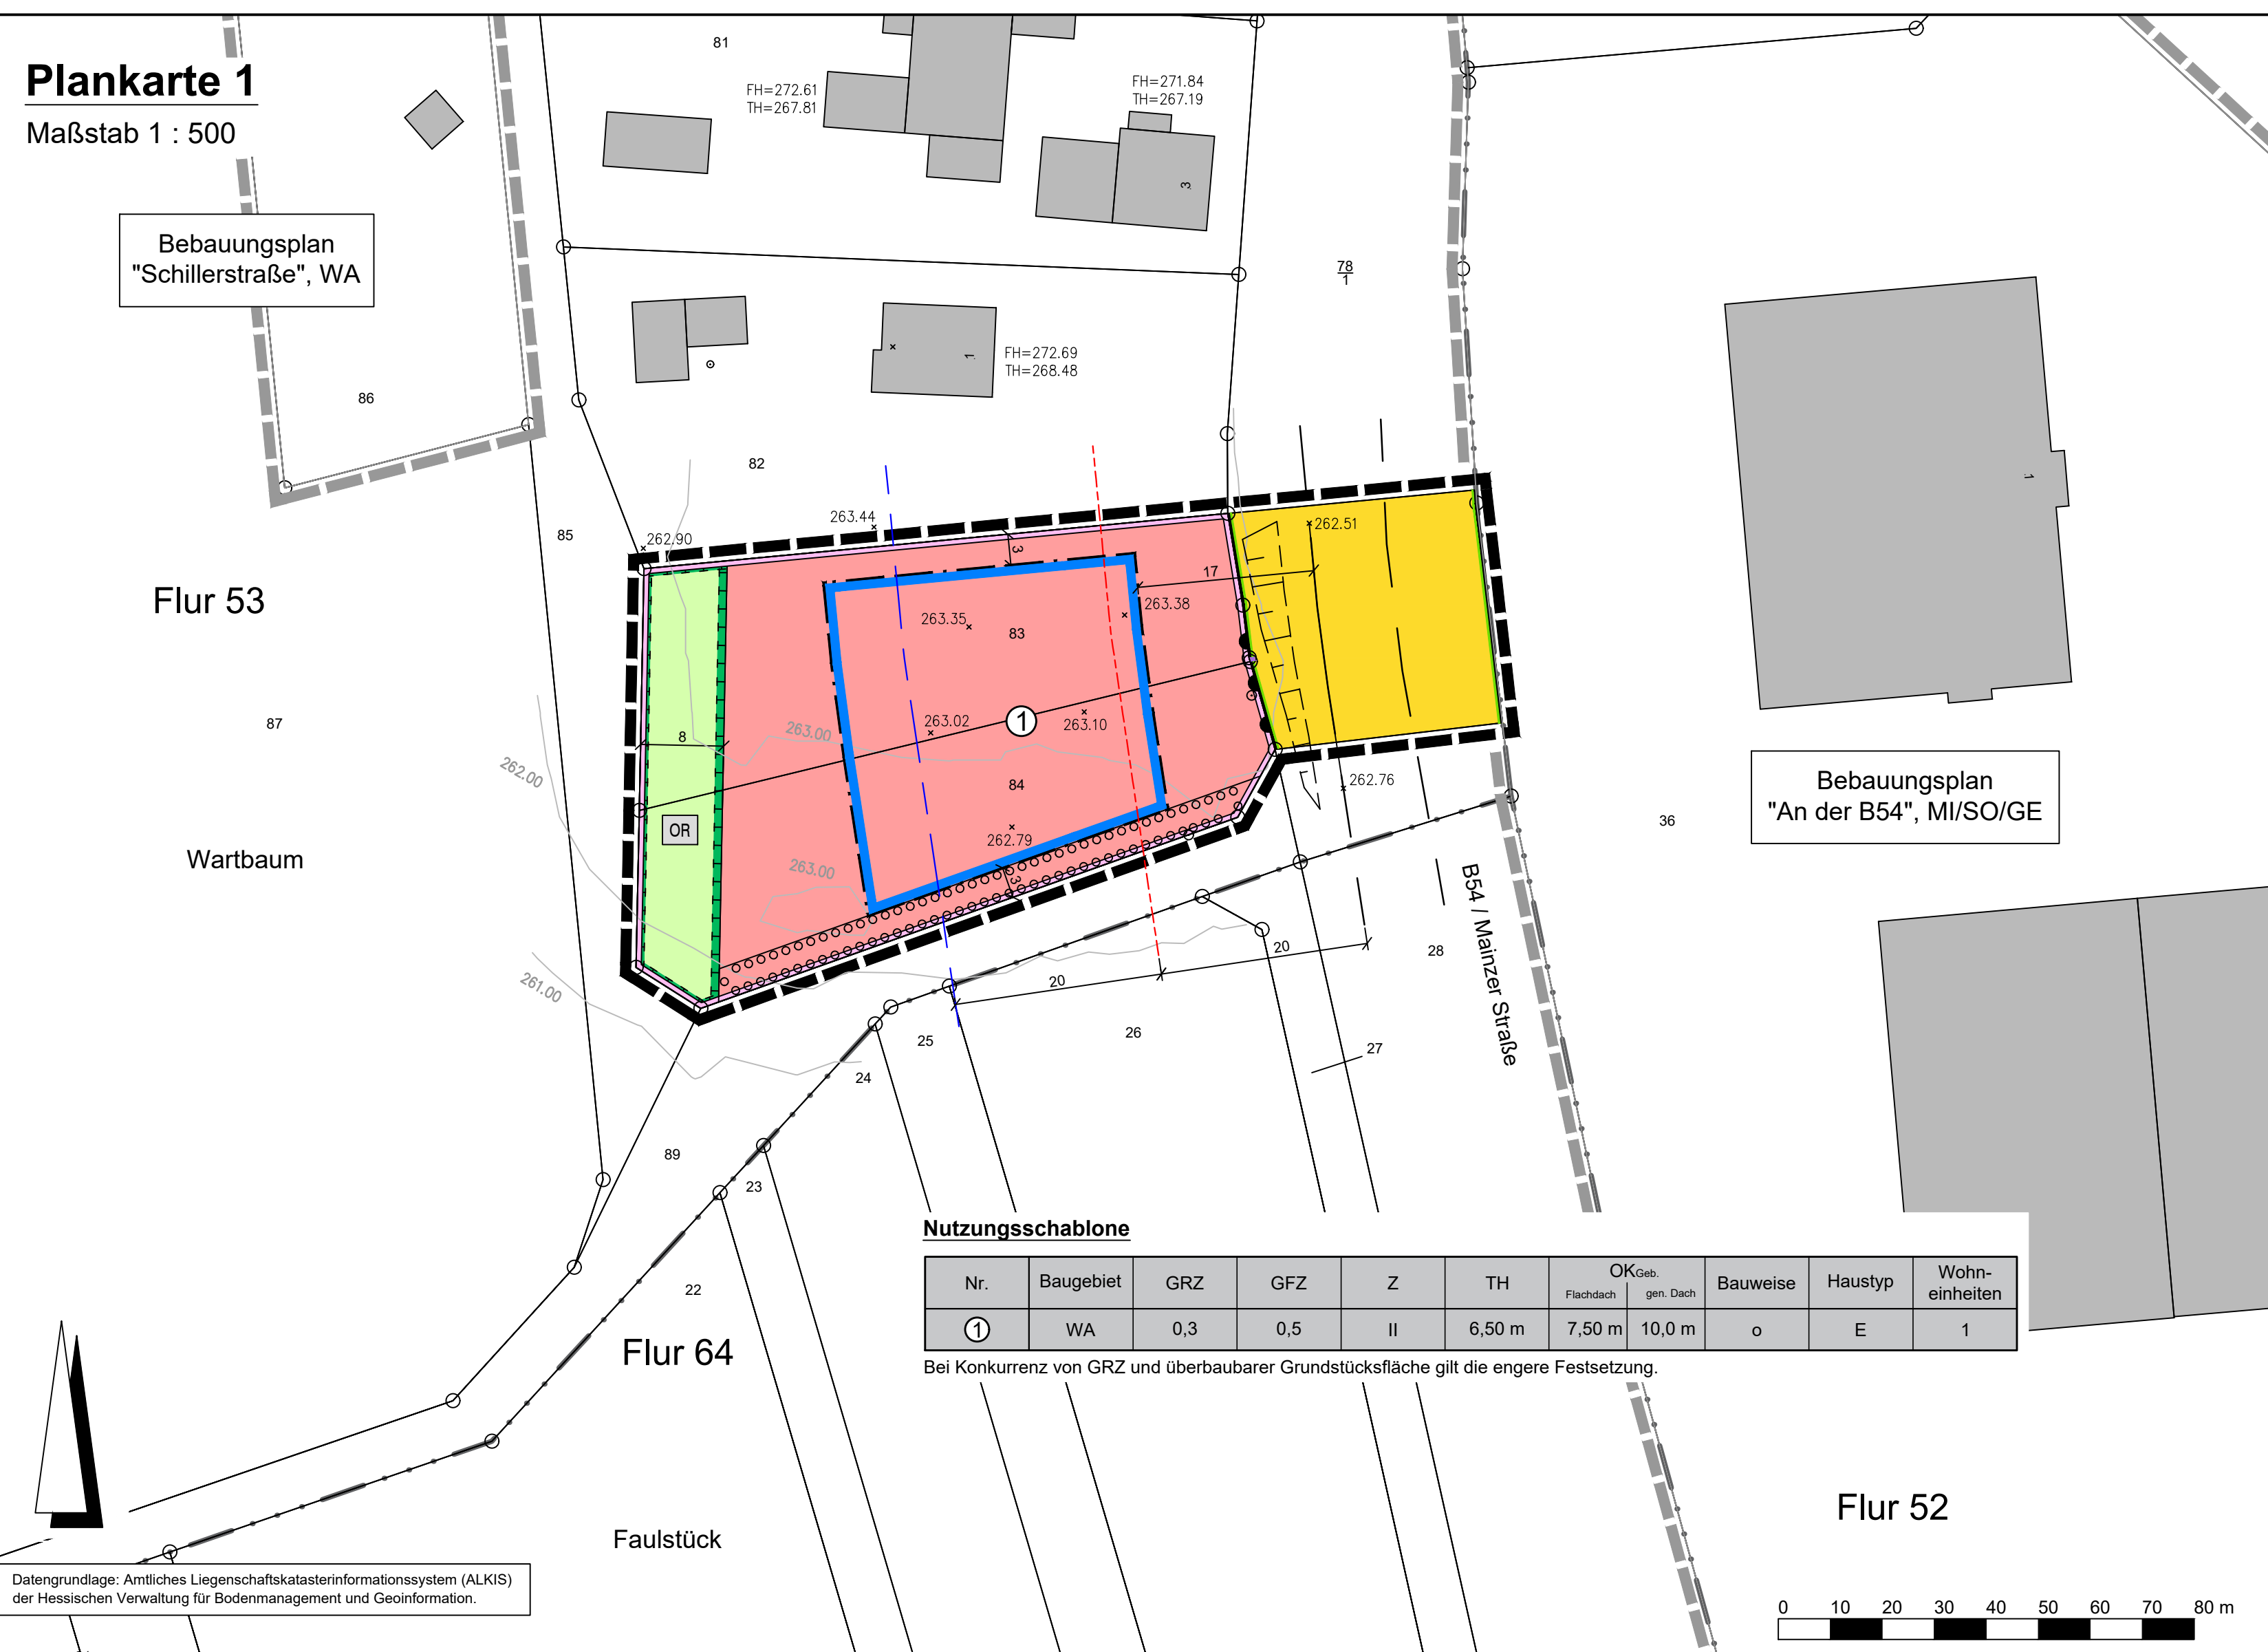 Plankarte 1
Maßstab 1 : 500
81
FH=272.61
TH=267.81
FH=271.84
TH=267.19
3
Bebauungsplan
"Schillerstraße", WA
78
1
1
FH=272.69
TH=268.48
86
82
1
85
263.44
262.90
3
262.51
17
Flur 53
263.35
83
263.38
87
8
263.00
263.02
1
263.10
262.00
262.76
84
Bebauungsplan
"An der B54", MI/SO/GE
36
OR
262.79
Wartbaum
263.00
3
B54 / Mainzer Straße
20
28
261.00
20
25
26
27
24
89
23
Nutzungsschablone
Nr. Baugebiet GRZ GFZ Z TH OKGeb. Flachdach gen. Dach Bauweise Haustyp Wohn-
einheiten
1 WA 0,3 0,5 II 6,50 m 7,50 m 10,0 m o E 1
Bei Konkurrenz von GRZ und überbaubarer Grundstücksfläche gilt die engere Festsetzung.
22
Flur 64
Flur 52
Faulstück
Datengrundlage: Amtliches Liegenschaftskatasterinformationssystem (ALKIS)
der Hessischen Verwaltung für Bodenmanagement und Geoinformation.
0 10 20 30 40 50 60 70 80 m